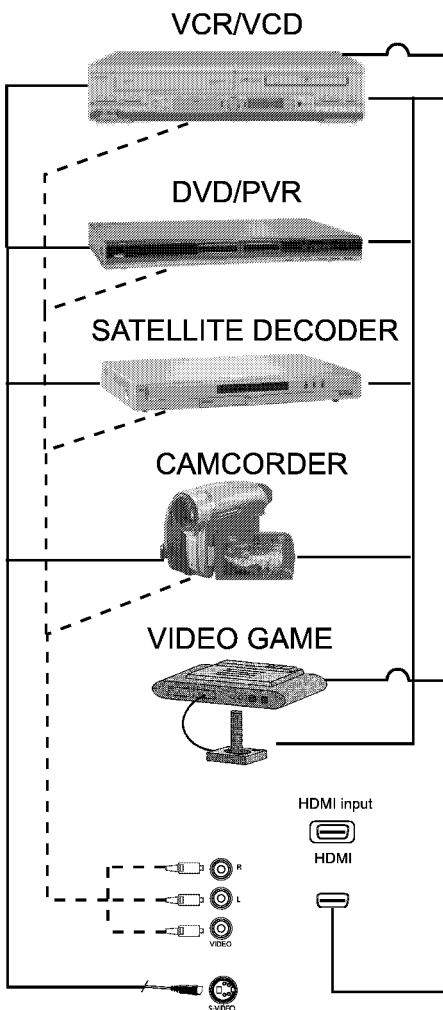 VCR/VCD
DVD/PVR
SATELLITE DECODER
CAMCORDER
VIDEO GAME
HDMI input
HDMI
R
L
VIDEO
S-VIDEO